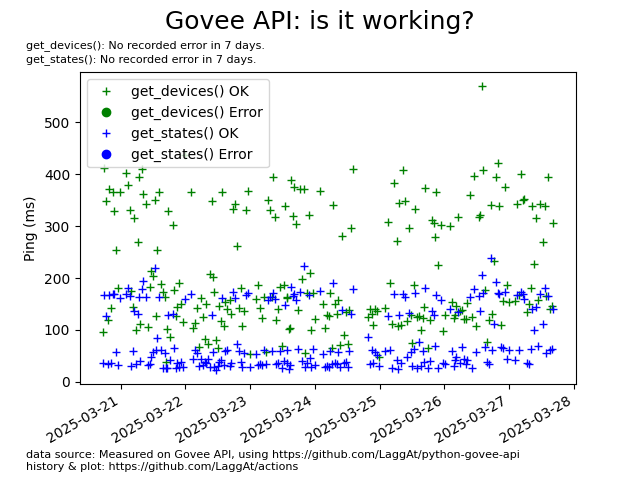 Govee API: is it working?
get_devices(): No recorded error in 7 days.
get_states(): No recorded error in 7 days.
get_devices() OK
get_devices() Error
get_states() OK
get_states() Error
Ping (ms)
500
400
300
200
100
0
2025-03-21
2025-03-22
2025-03-23
2025-03-24
2025-03-25
2025-03-26
2025-03-27
2025-03-28
data source: Measured on Govee API, using https://github.com/LaggAt/python-govee-api
history & plot: https://github.com/LaggAt/actions